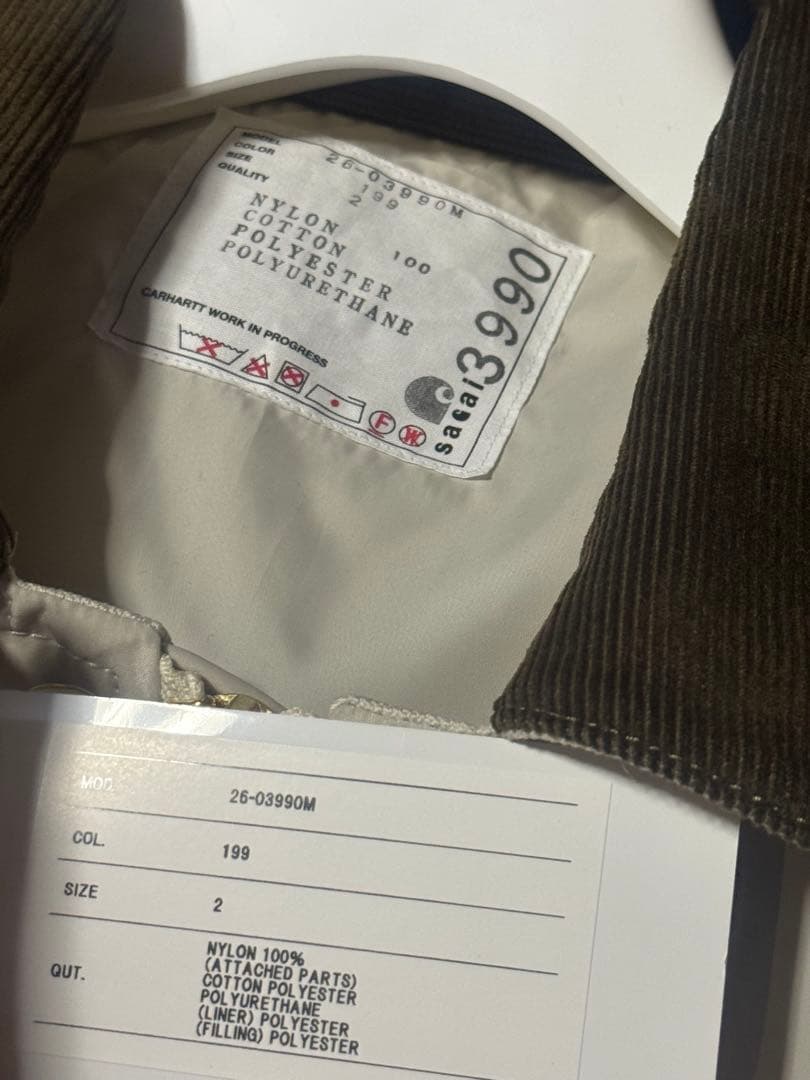 MODEL 26-03990M
COLOR 199
SIZE 2
QUALITY
NYLON 100
COTTON
POLYESTER
POLYURETHANE
CARHARTT WORK IN PROGRESS
F W
sacai 3990
MOD. 26-03990M
COL. 199
SIZE 2
QUT. NYLON 100%
(ATTACHED PARTS)
COTTON POLYESTER
POLYURETHANE
(LINER) POLYESTER
(FILLING) POLYESTER